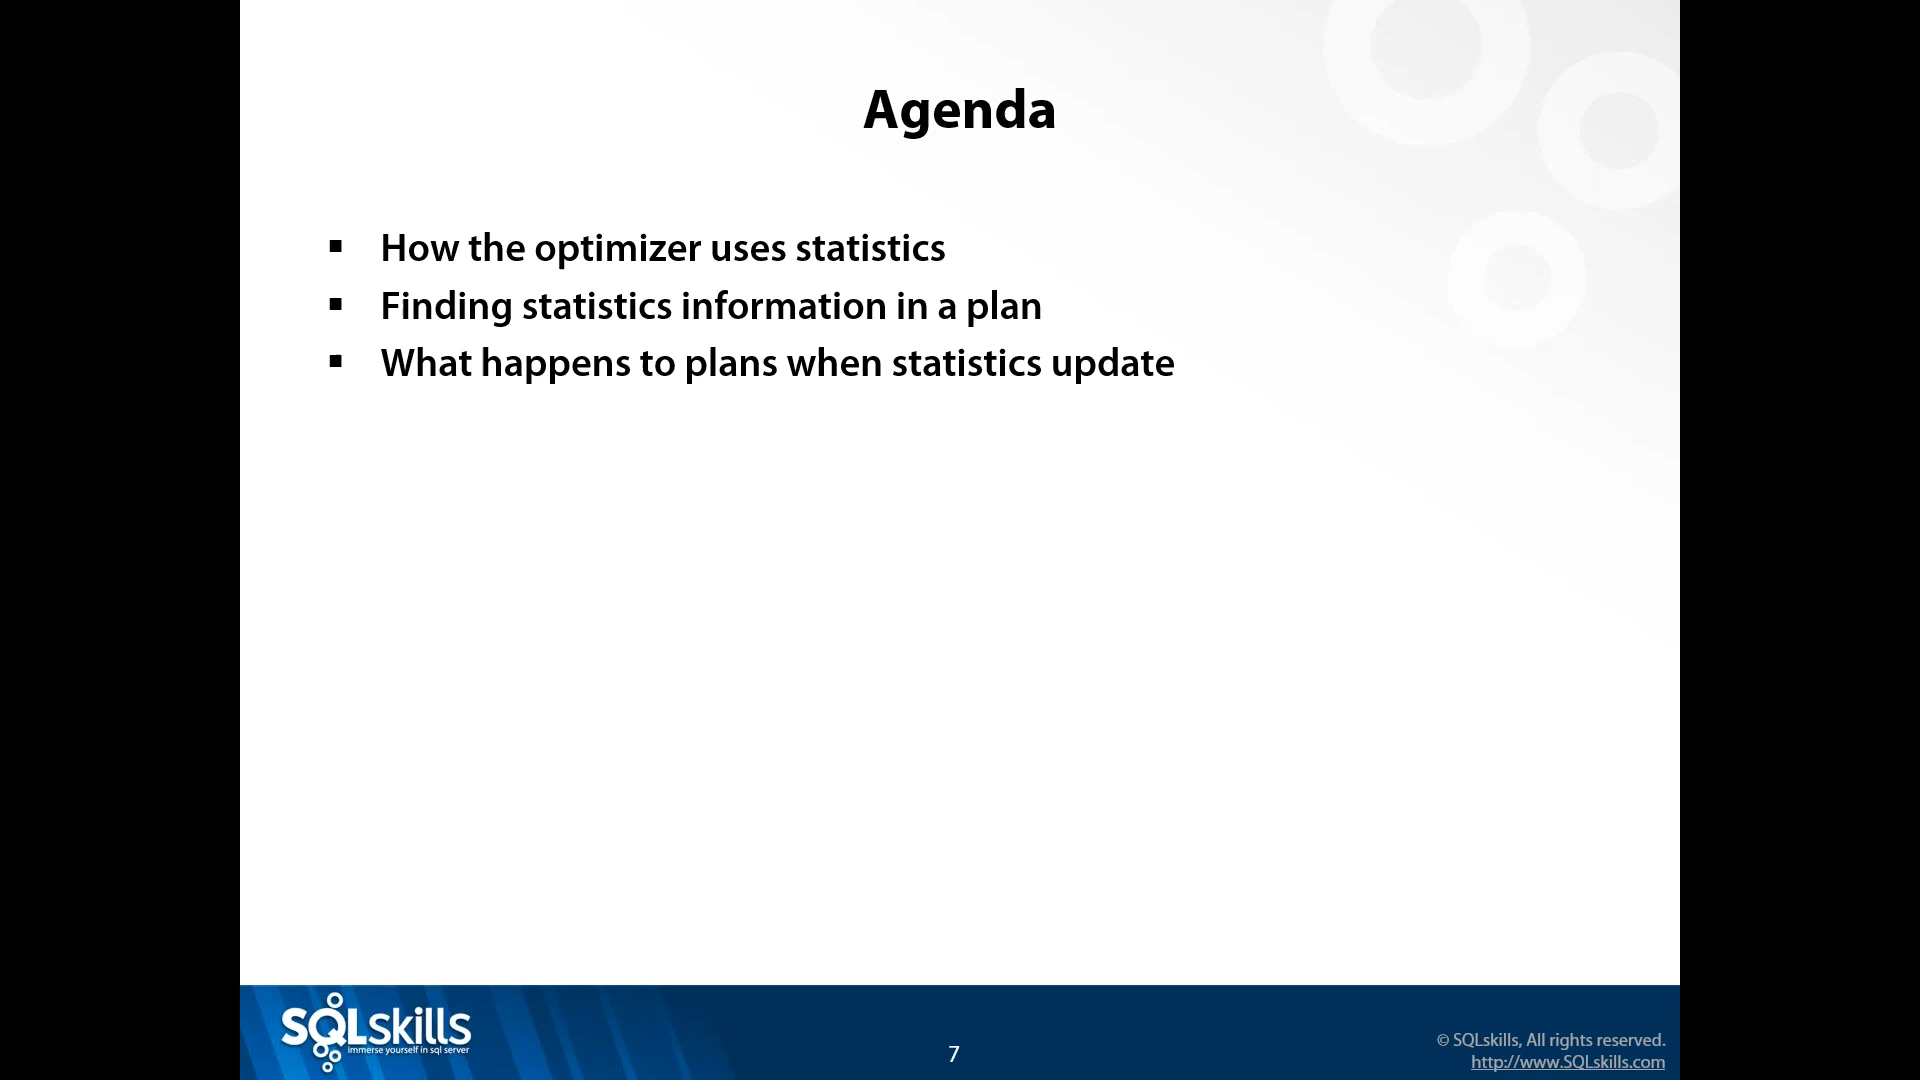 Agenda
▪ How the optimizer uses statistics
▪ Finding statistics information in a plan
▪ What happens to plans when statistics update
SQLskills
immerse yourself in sql server
7
© SQLskills, All rights reserved.
http://www.SQLskills.com